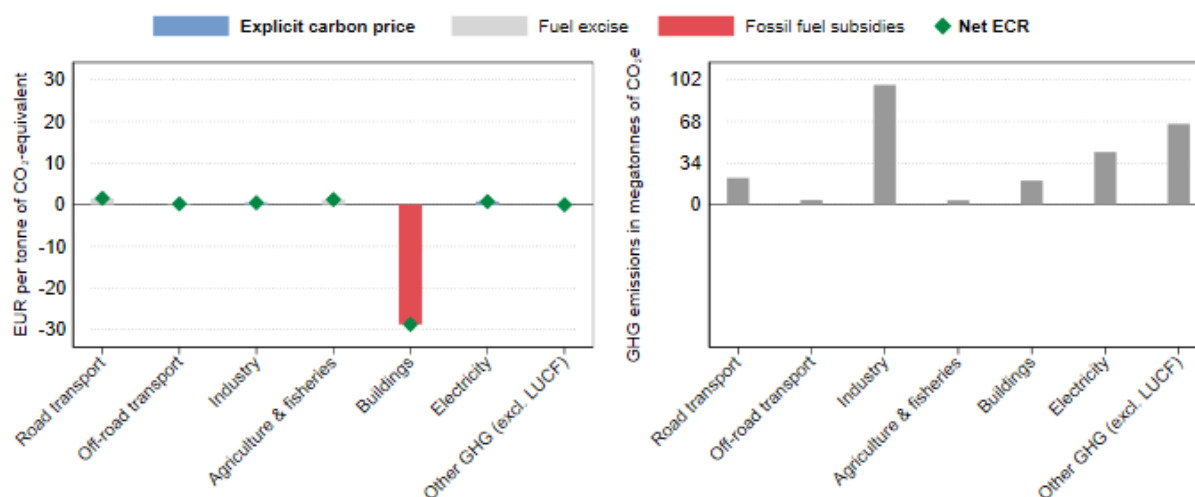 Explicit carbon price Fuel excise Fossil fuel subsidies Net ECR
EUR per tonne of CO₂-equivalent
30
20
10
0
-10
-20
-30
Road transport
Off-road transport
Industry
Agriculture & fisheries
Buildings
Electricity
Other GHG (excl. LUCF)
GHG emissions in megatonnes of CO₂e
102
68
34
0
Road transport
Off-road transport
Industry
Agriculture & fisheries
Buildings
Electricity
Other GHG (excl. LUCF)